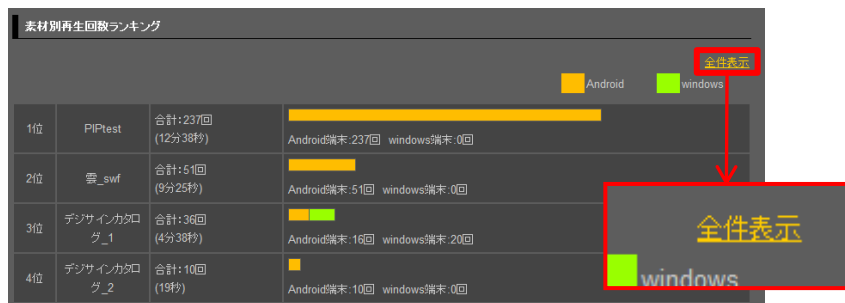 素材別再生回数ランキング
全件表示
Android windows
1位 PIPtest 合計:237回
(12分38秒)
Android端末:237回 windows端末:0回
2位 雲_swf 合計:51回
(9分25秒)
Android端末:51回 windows端末:0回
3位 デジサインカタロ
グ_1
合計:36回
(4分38秒)
Android端末:16回 windows端末:20回
4位 デジサインカタロ
グ_2
合計:10回
(19秒)
Android端末:10回 windows端末:0回
全件表示
windows